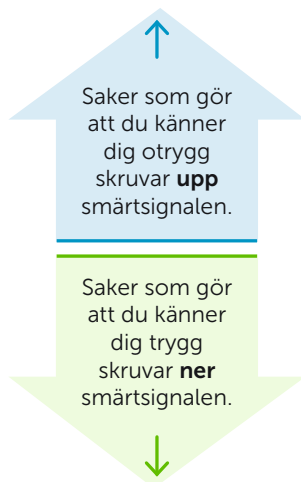 Saker som gör
att du känner
dig otrygg
skruvar upp
smärtsignalen.
Saker som gör
att du känner
dig trygg
skruvar ner
smärtsignalen.